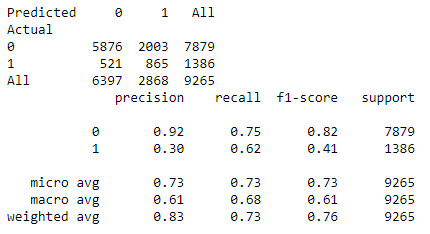 Predicted 0 1 All
Actual
0 5876 2003 7879
1 521 865 1386
All 6397 2868 9265
precision recall f1-score support
0 0.92 0.75 0.82 7879
1 0.30 0.62 0.41 1386
micro avg 0.73 0.73 0.73 9265
macro avg 0.61 0.68 0.61 9265
weighted avg 0.83 0.73 0.76 9265